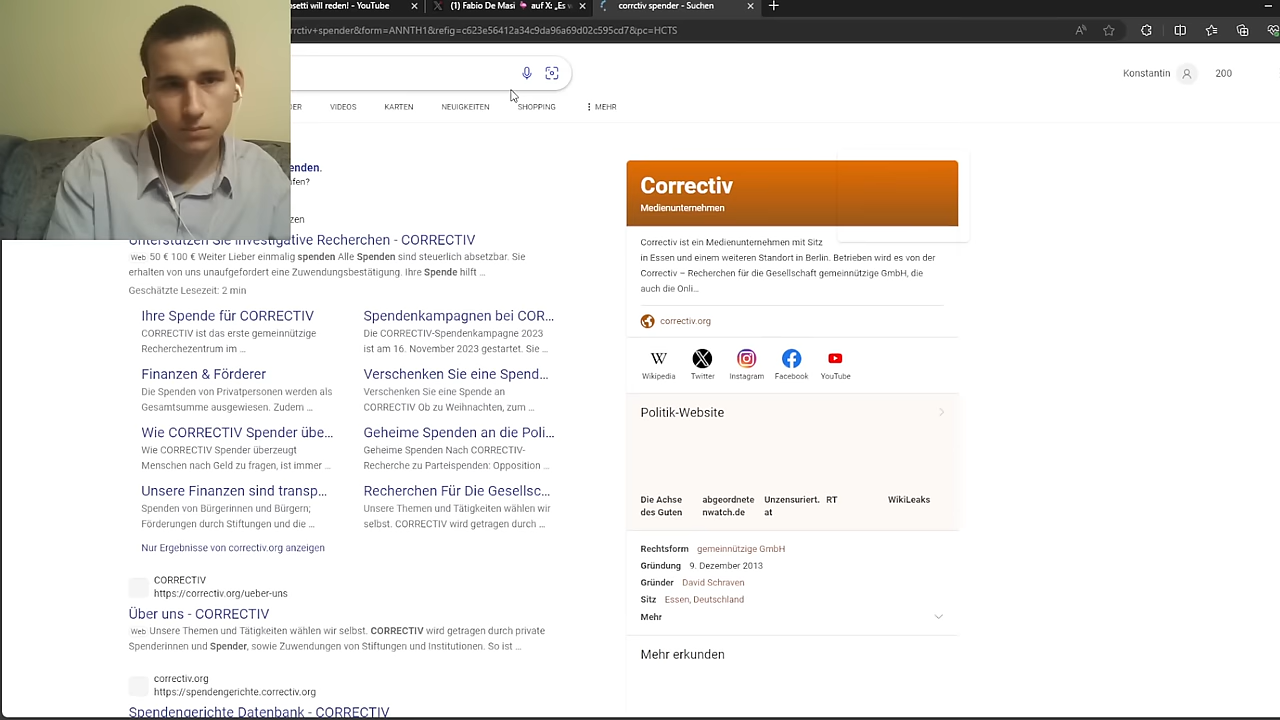 osetti will reden! - YouTube
(1) Fabio De Masi auf X: „Es v
corrctiv spender - Suchen
rrctiv+spender&form=ANNTH1&refig=c623e56412a34c9da96a69d02c595cd7&pc=HCTS
Konstantin 200
DER VIDEOS KARTEN NEUIGKEITEN SHOPPING MEHR
enden.
fen?
zen
Unterstützen Sie investigative Recherchen - CORRECTIV
Web 50 € 100 € Weiter Lieber einmalig spenden Alle Spenden sind steuerlich absetzbar. Sie
erhalten von uns unaufgefordert eine Zuwendungsbestätigung. Ihre Spende hilft ...
Geschätzte Lesezeit: 2 min
Ihre Spende für CORRECTIV
CORRECTIV ist das erste gemeinnützige
Recherchezentrum im ...
Spendenkampagnen bei COR...
Die CORRECTIV-Spendenkampagne 2023
ist am 16. November 2023 gestartet. Sie ...
Finanzen & Förderer
Die Spenden von Privatpersonen werden als
Gesamtsumme ausgewiesen. Zudem ...
Verschenken Sie eine Spend...
Verschenken Sie eine Spende an
CORRECTIV Ob zu Weihnachten, zum ...
Wie CORRECTIV Spender übe...
Wie CORRECTIV Spender überzeugt
Menschen nach Geld zu fragen, ist immer ...
Geheime Spenden an die Poli...
Geheime Spenden Nach CORRECTIV-
Recherche zu Parteispenden: Opposition ...
Unsere Finanzen sind transp...
Spenden von Bürgerinnen und Bürgern;
Förderungen durch Stiftungen und die ...
Recherchen Für Die Gesellsc...
Unsere Themen und Tätigkeiten wählen wir
selbst. CORRECTIV wird getragen durch ...
Nur Ergebnisse von correctiv.org anzeigen
CORRECTIV
https://correctiv.org/ueber-uns
Über uns - CORRECTIV
Web Unsere Themen und Tätigkeiten wählen wir selbst. CORRECTIV wird getragen durch private
Spenderinnen und Spender, sowie Zuwendungen von Stiftungen und Institutionen. So ist ...
correctiv.org
https://spendengerichte.correctiv.org
Spendengerichte Datenbank - CORRECTIV
Correctiv
Medienunternehmen
Correctiv ist ein Medienunternehmen mit Sitz
in Essen und einem weiteren Standort in Berlin. Betrieben wird es von der
Correctiv – Recherchen für die Gesellschaft gemeinnützige GmbH, die
auch die Onli...
correctiv.org
Wikipedia Twitter Instagram Facebook YouTube
Politik-Website
Die Achse des Guten
abgeordnetenwatch.de
Unzensuriert.at
RT
WikiLeaks
Rechtsform gemeinnützige GmbH
Gründung 9. Dezember 2013
Gründer David Schraven
Sitz Essen, Deutschland
Mehr
Mehr erkunden